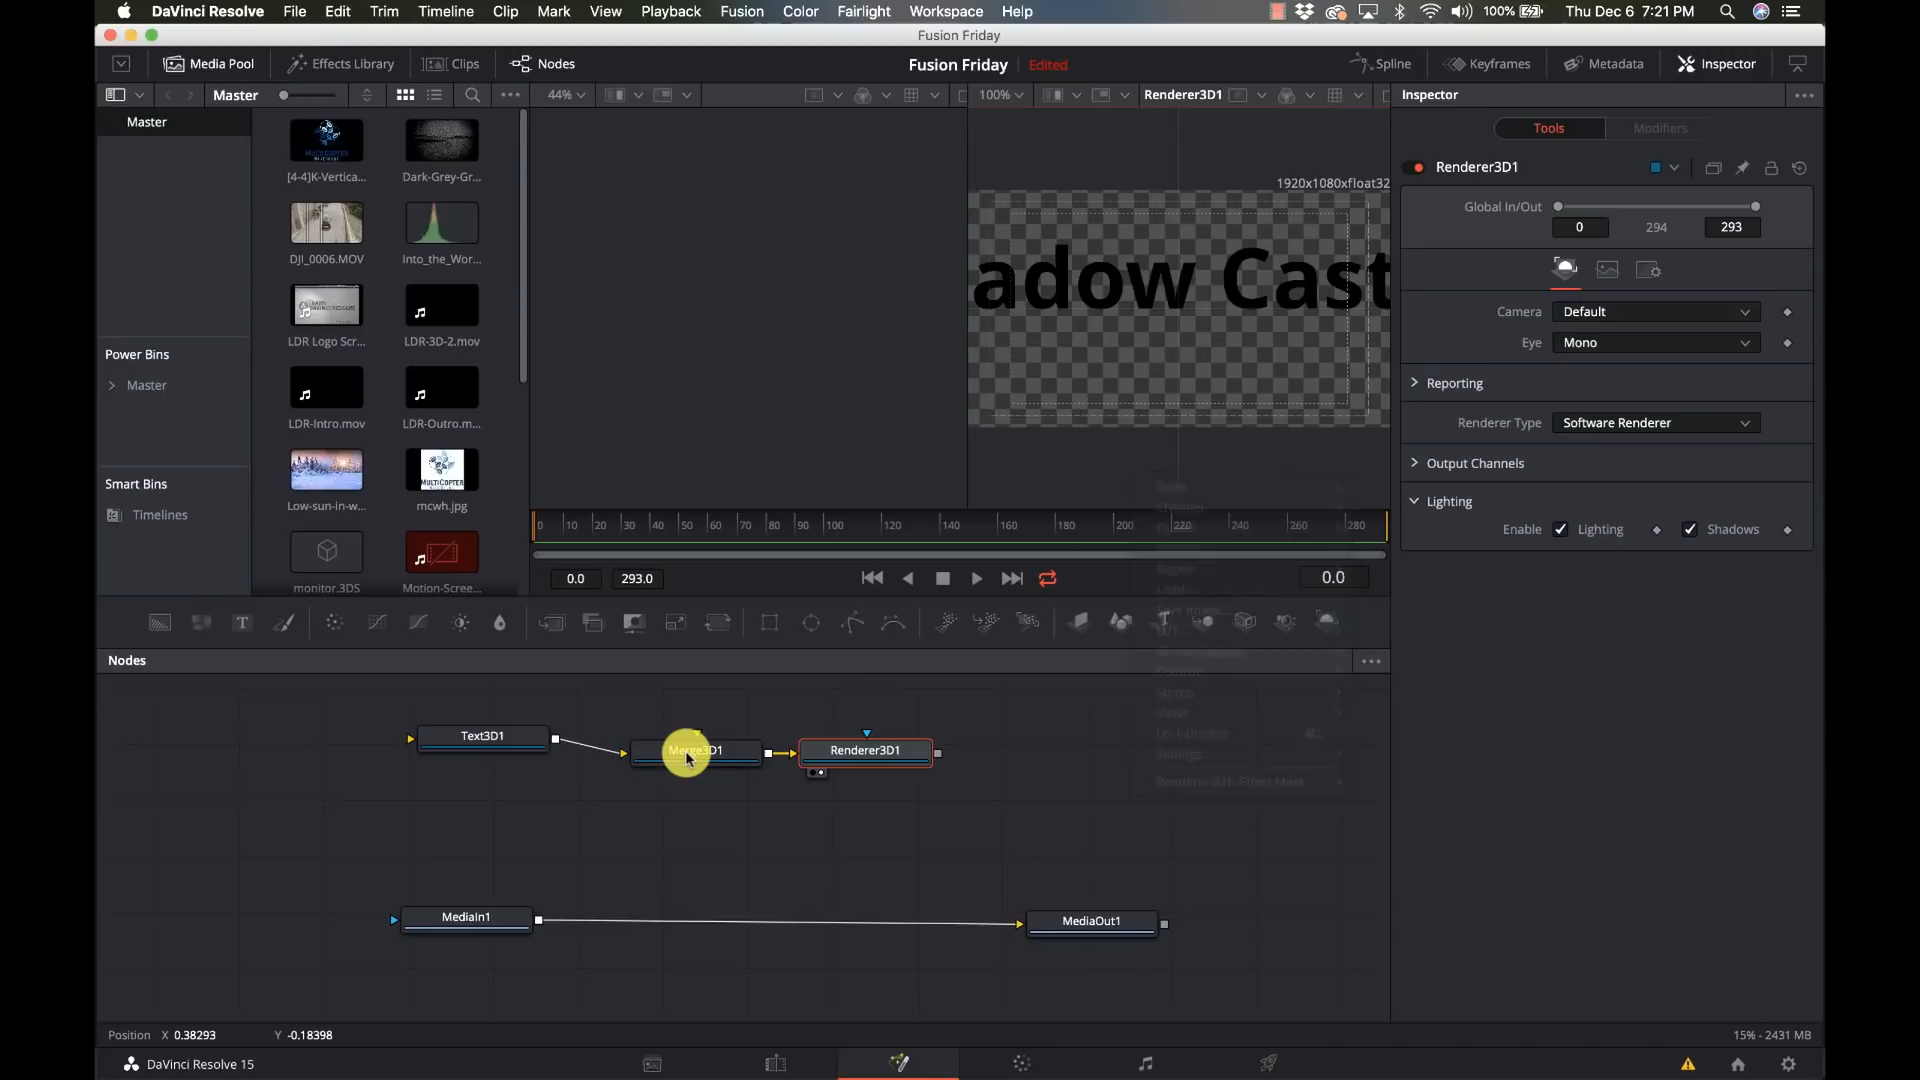 DaVinci Resolve File Edit Trim Timeline Clip Mark View Playback Fusion Color Fairlight Workspace Help 100% Thu Dec 6 7:21 PM
Fusion Friday
Media Pool Effects Library Clips Nodes Fusion Friday Edited Spline Keyframes Metadata Inspector
Master 44% 100% Renderer3D1 Inspector
Master
Tools Modifiers
[4-4]K-Vertica... Dark-Grey-Gr...
Renderer3D1
1920x1080xfloat32
Global In/Out
0 294 293
DJI_0006.MOV Into_the_Wor...
adow Cast
Camera Default
LDR Logo Scr... LDR-3D-2.mov
Eye Mono
Power Bins
Master
Reporting
LDR-Intro.mov LDR-Outro.m...
Renderer Type Software Renderer
Output Channels
Smart Bins
Timelines
Low-sun-in-w... mcwh.jpg
Lighting
Enable Lighting Shadows
0 10 20 30 40 50 60 70 80 90 100 120 140 160 180 200 220 240 260 280
monitor.3DS Motion-Scree...
0.0 293.0 0.0
Nodes
Text3D1
Merge3D1 Renderer3D1
MediaIn1
MediaOut1
Position X 0.38293 Y -0.18398 15% - 2431 MB
DaVinci Resolve 15